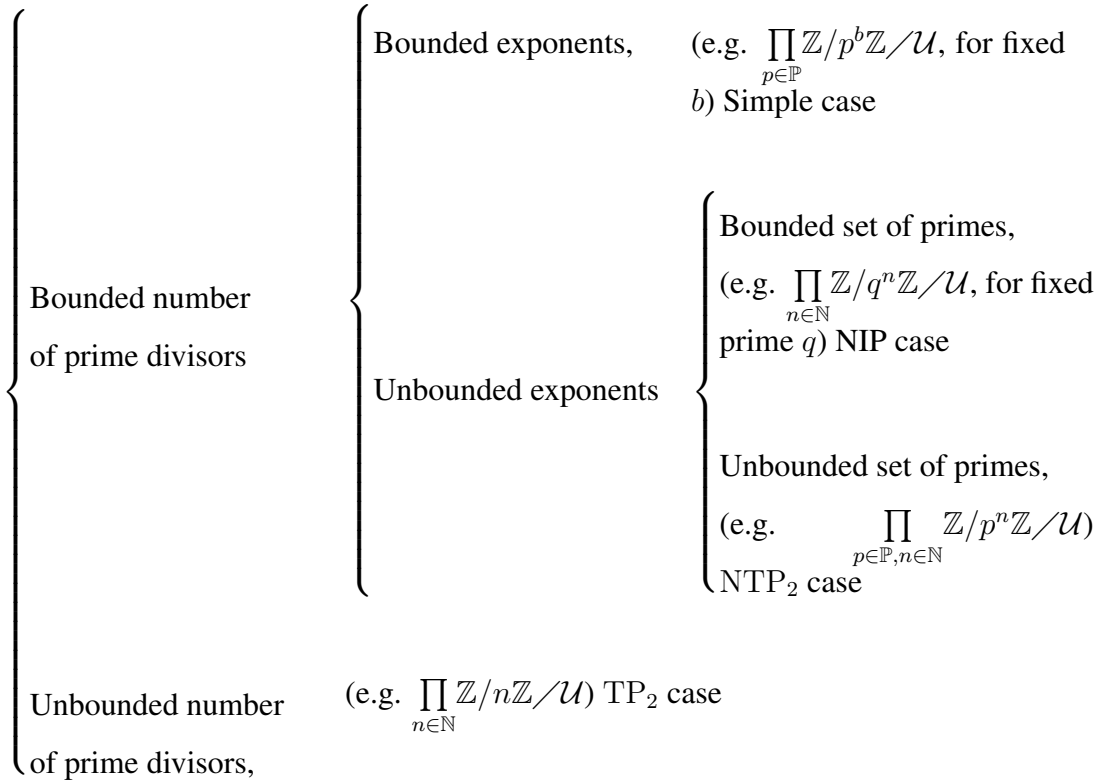 Bounded exponents, (e.g. ∏_{p∈ℙ} ℤ/p^bℤ ∕ 𝒰, for fixed
b) Simple case
Bounded set of primes,
(e.g. ∏_{n∈ℕ} ℤ/q^nℤ ∕ 𝒰, for fixed
prime q) NIP case
Bounded number
of prime divisors
Unbounded exponents
Unbounded set of primes,
(e.g. ∏_{p∈ℙ,n∈ℕ} ℤ/p^nℤ ∕ 𝒰)
NTP₂ case
Unbounded number (e.g. ∏_{n∈ℕ} ℤ/nℤ ∕ 𝒰) TP₂ case
of prime divisors,